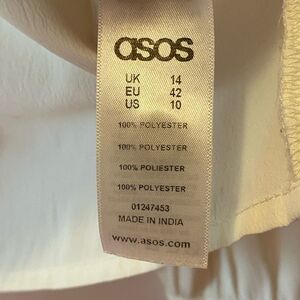 asos
UK 14
EU 42
US 10
100% POLYESTER
100% POLYESTER
100% POLIESTER
100% POLYESTER
01247453
MADE IN INDIA
www.asos.com